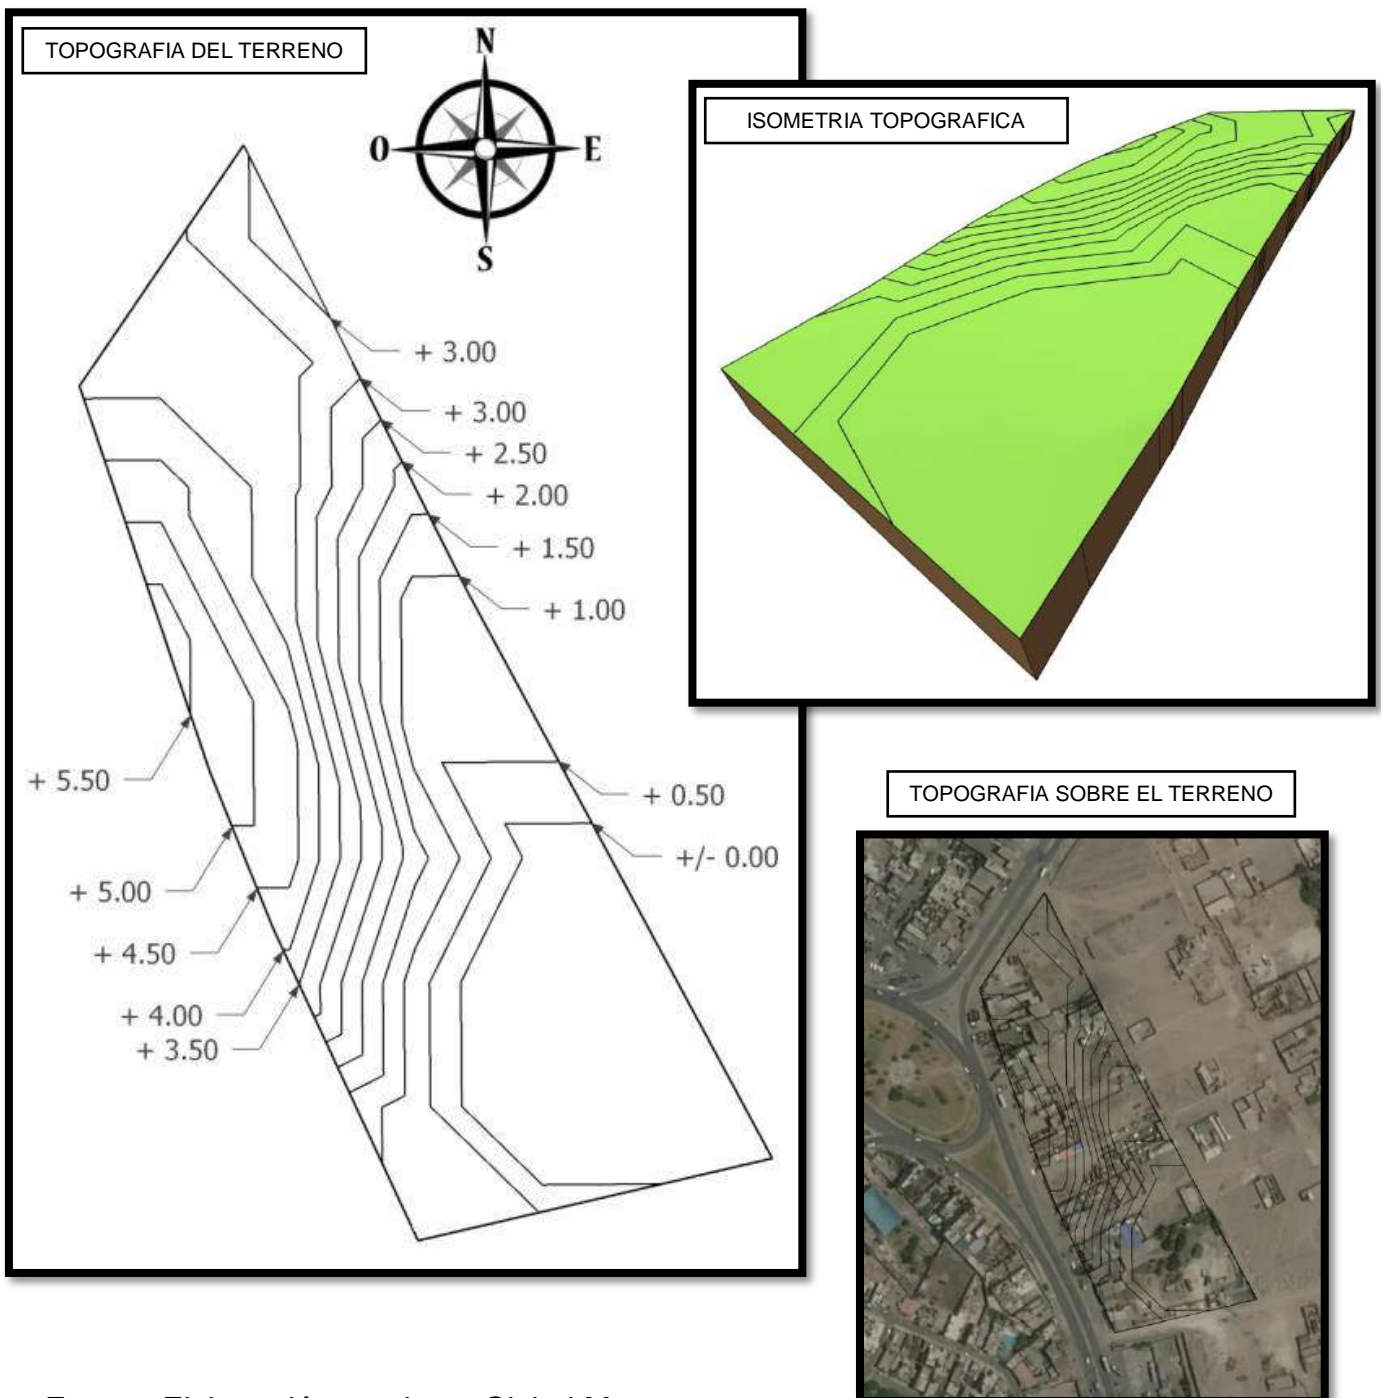 TOPOGRAFIA DEL TERRENO
N
O
E
S
ISOMETRIA TOPOGRAFICA
+ 3.00
+ 3.00
+ 2.50
+ 2.00
+ 1.50
+ 1.00
+ 5.50
+ 0.50
+/- 0.00
+ 5.00
+ 4.50
+ 4.00
+ 3.50
TOPOGRAFIA SOBRE EL TERRENO